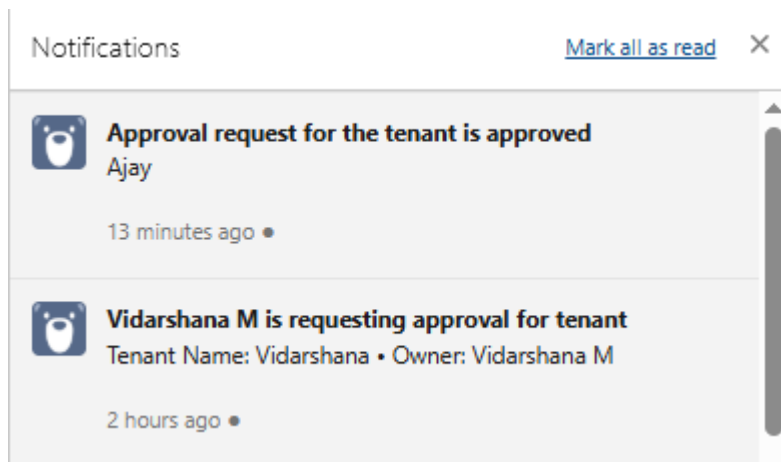 Notifications
Mark all as read
Approval request for the tenant is approved
Ajay
13 minutes ago •
Vidarshana M is requesting approval for tenant
Tenant Name: Vidarshana • Owner: Vidarshana M
2 hours ago •